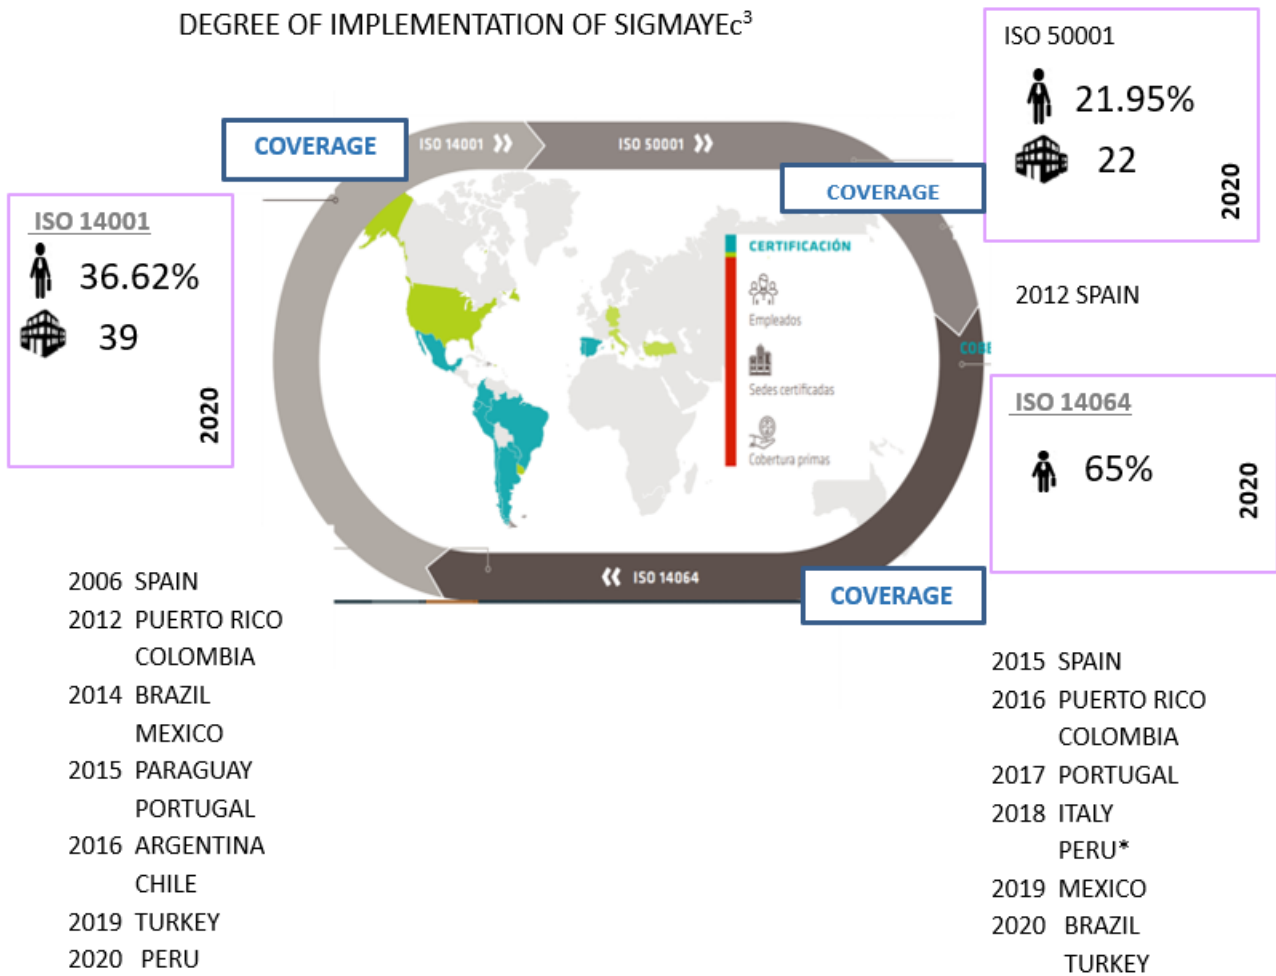 DEGREE OF IMPLEMENTATION OF SIGMAYEc³
ISO 50001
21.95%
22
2020
COVERAGE
ISO 14001
ISO 50001
COVERAGE
ISO 14001
36.62%
39
2020
CERTIFICACIÓN
Empleados
Sedes certificadas
Cobertura primas
2012 SPAIN
COBE
ISO 14064
65%
2020
ISO 14064
COVERAGE
2006 SPAIN
2012 PUERTO RICO
COLOMBIA
2014 BRAZIL
MEXICO
2015 PARAGUAY
PORTUGAL
2016 ARGENTINA
CHILE
2019 TURKEY
2020 PERU
2015 SPAIN
2016 PUERTO RICO
COLOMBIA
2017 PORTUGAL
2018 ITALY
PERU*
2019 MEXICO
2020 BRAZIL
TURKEY